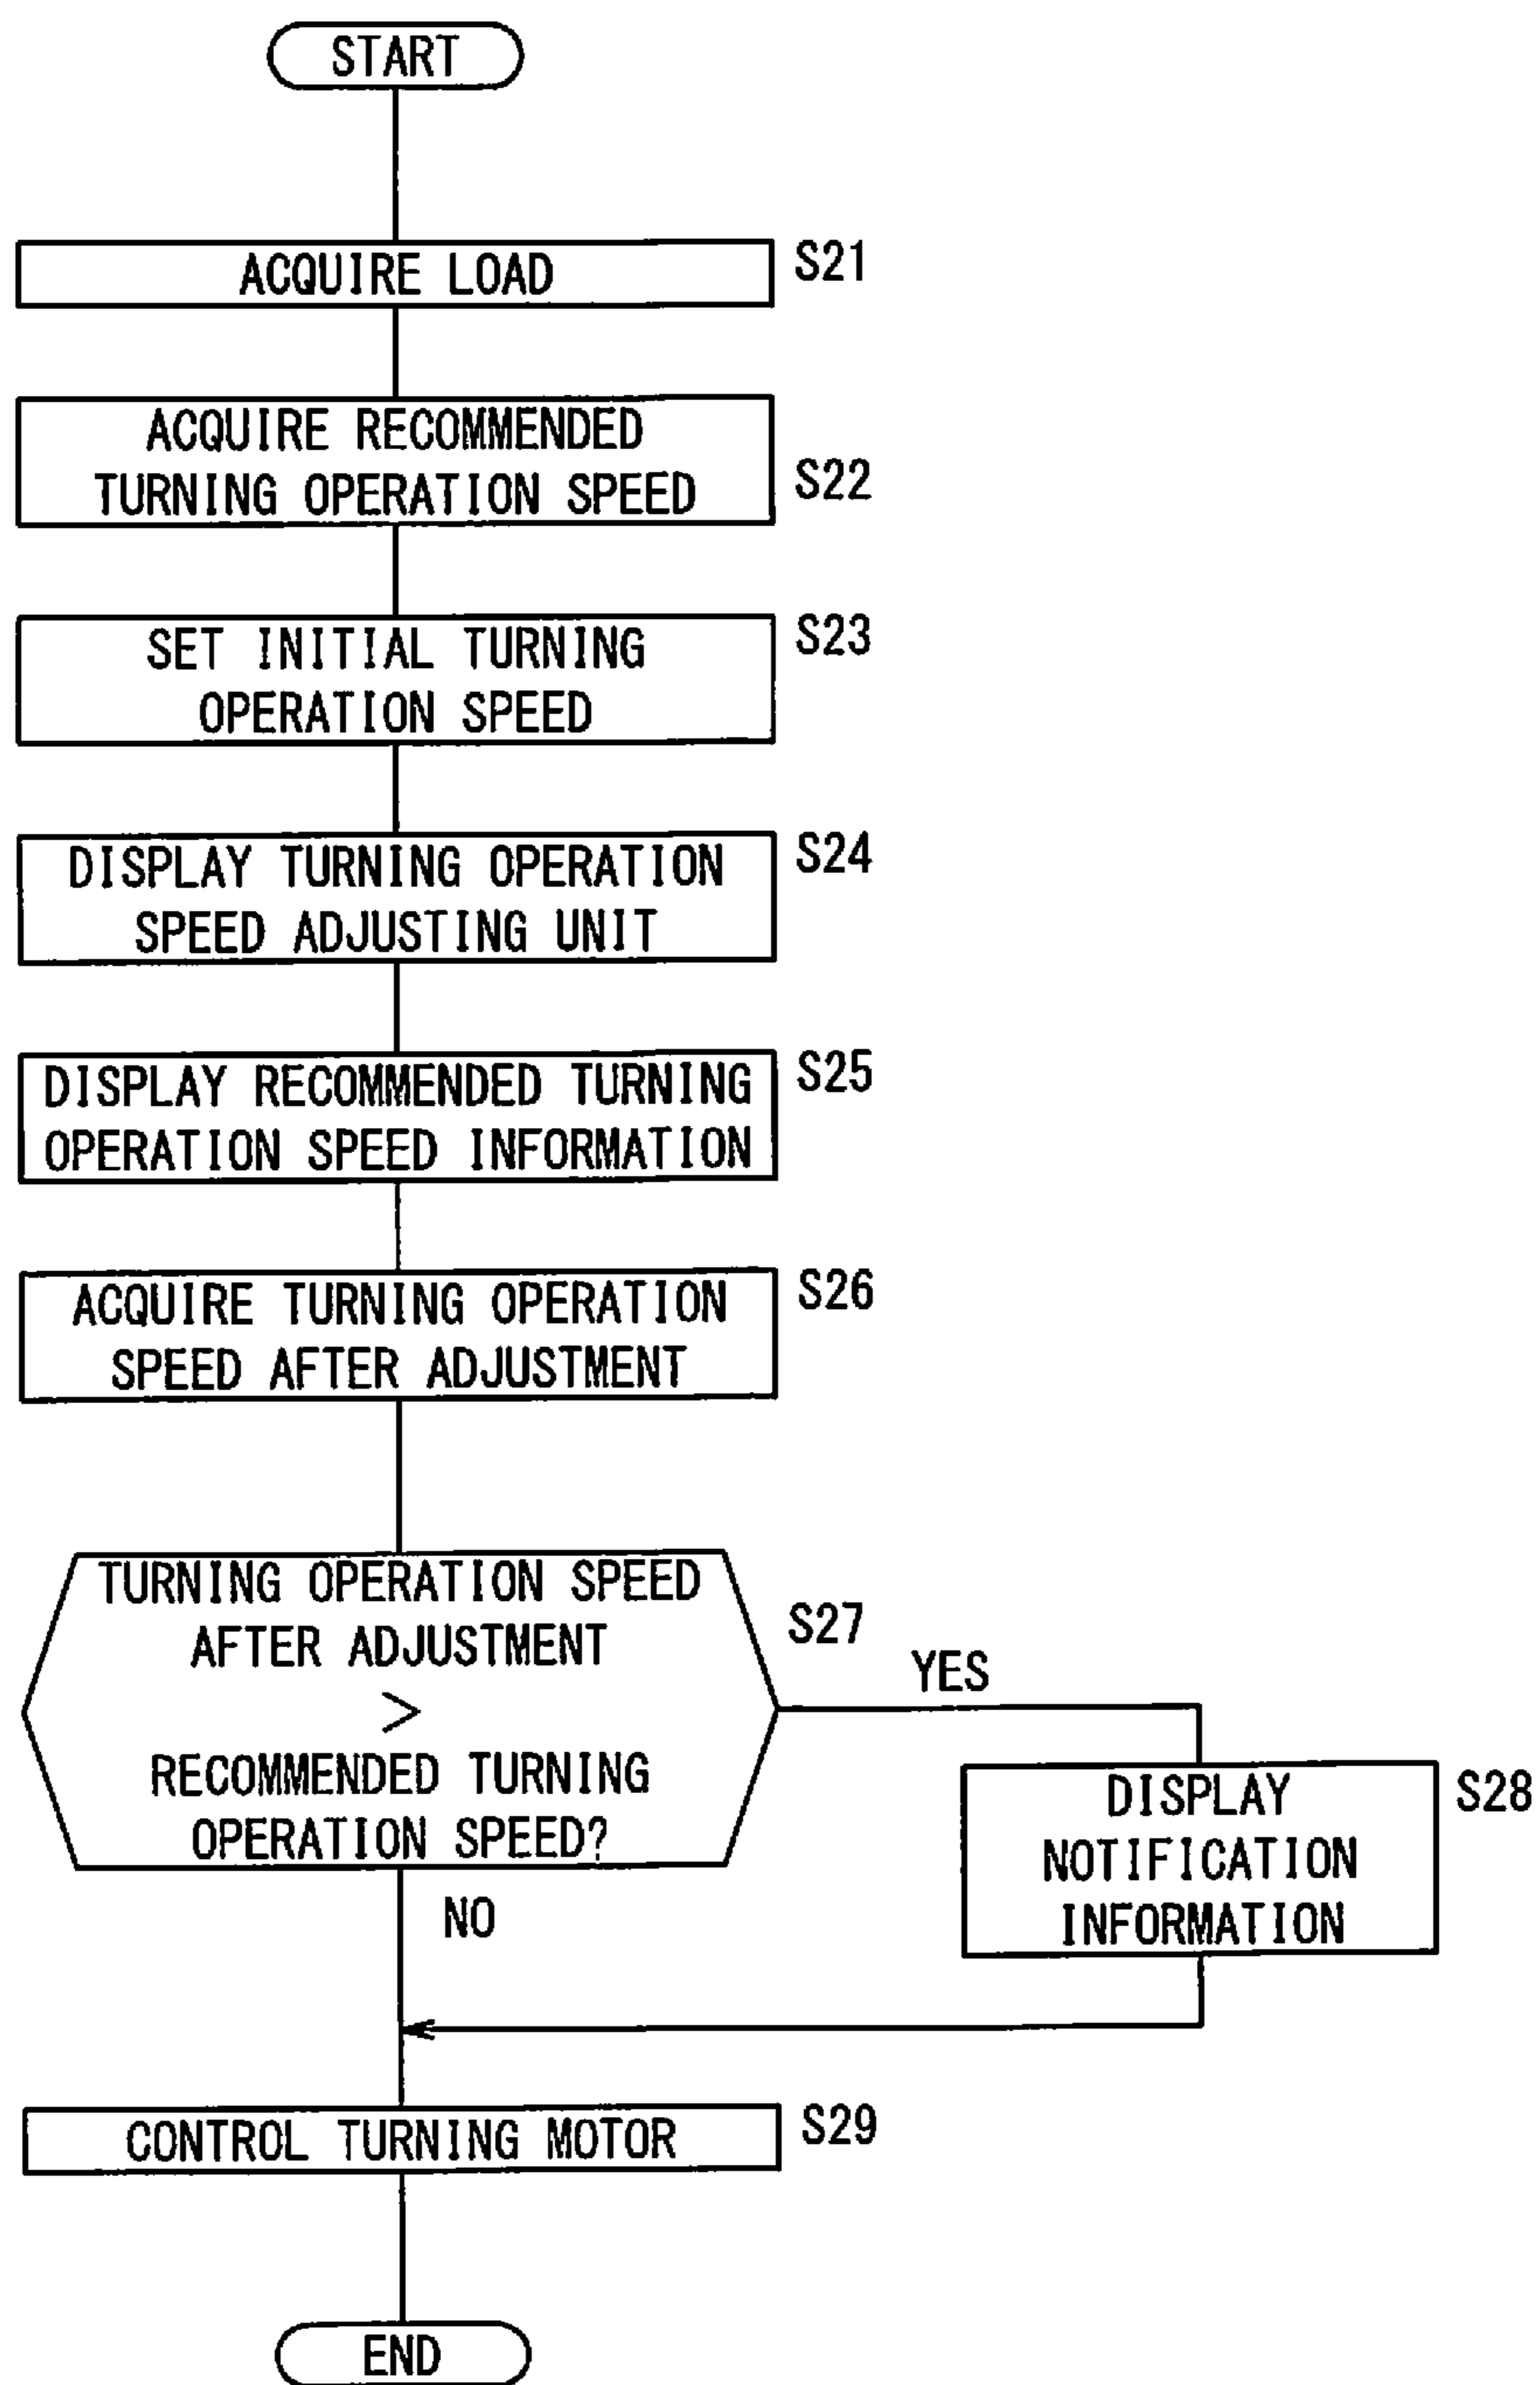 START
ACQUIRE LOAD
S21
ACQUIRE RECOMMENDED
TURNING OPERATION SPEED
S22
SET INITIAL TURNING
OPERATION SPEED
S23
DISPLAY TURNING OPERATION
SPEED ADJUSTING UNIT
S24
DISPLAY RECOMMENDED TURNING
OPERATION SPEED INFORMATION
S25
ACQUIRE TURNING OPERATION
SPEED AFTER ADJUSTMENT
S26
TURNING OPERATION SPEED
AFTER ADJUSTMENT
>
RECOMMENDED TURNING
OPERATION SPEED?
S27
YES
DISPLAY
NOTIFICATION
INFORMATION
S28
NO
CONTROL TURNING MOTOR
S29
END